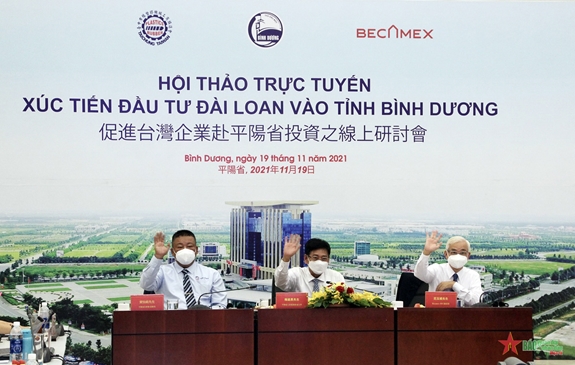 BÌNH DƯƠNG
BECAMEX
HỘI THẢO TRỰC TUYẾN
XÚC TIẾN ĐẦU TƯ ĐÀI LOAN VÀO TỈNH BÌNH DƯƠNG
促進台灣企業赴平陽省投資之線上研討會
Bình Dương, ngày 19 tháng 11 năm 2021
平陽省, 2021年11月19日